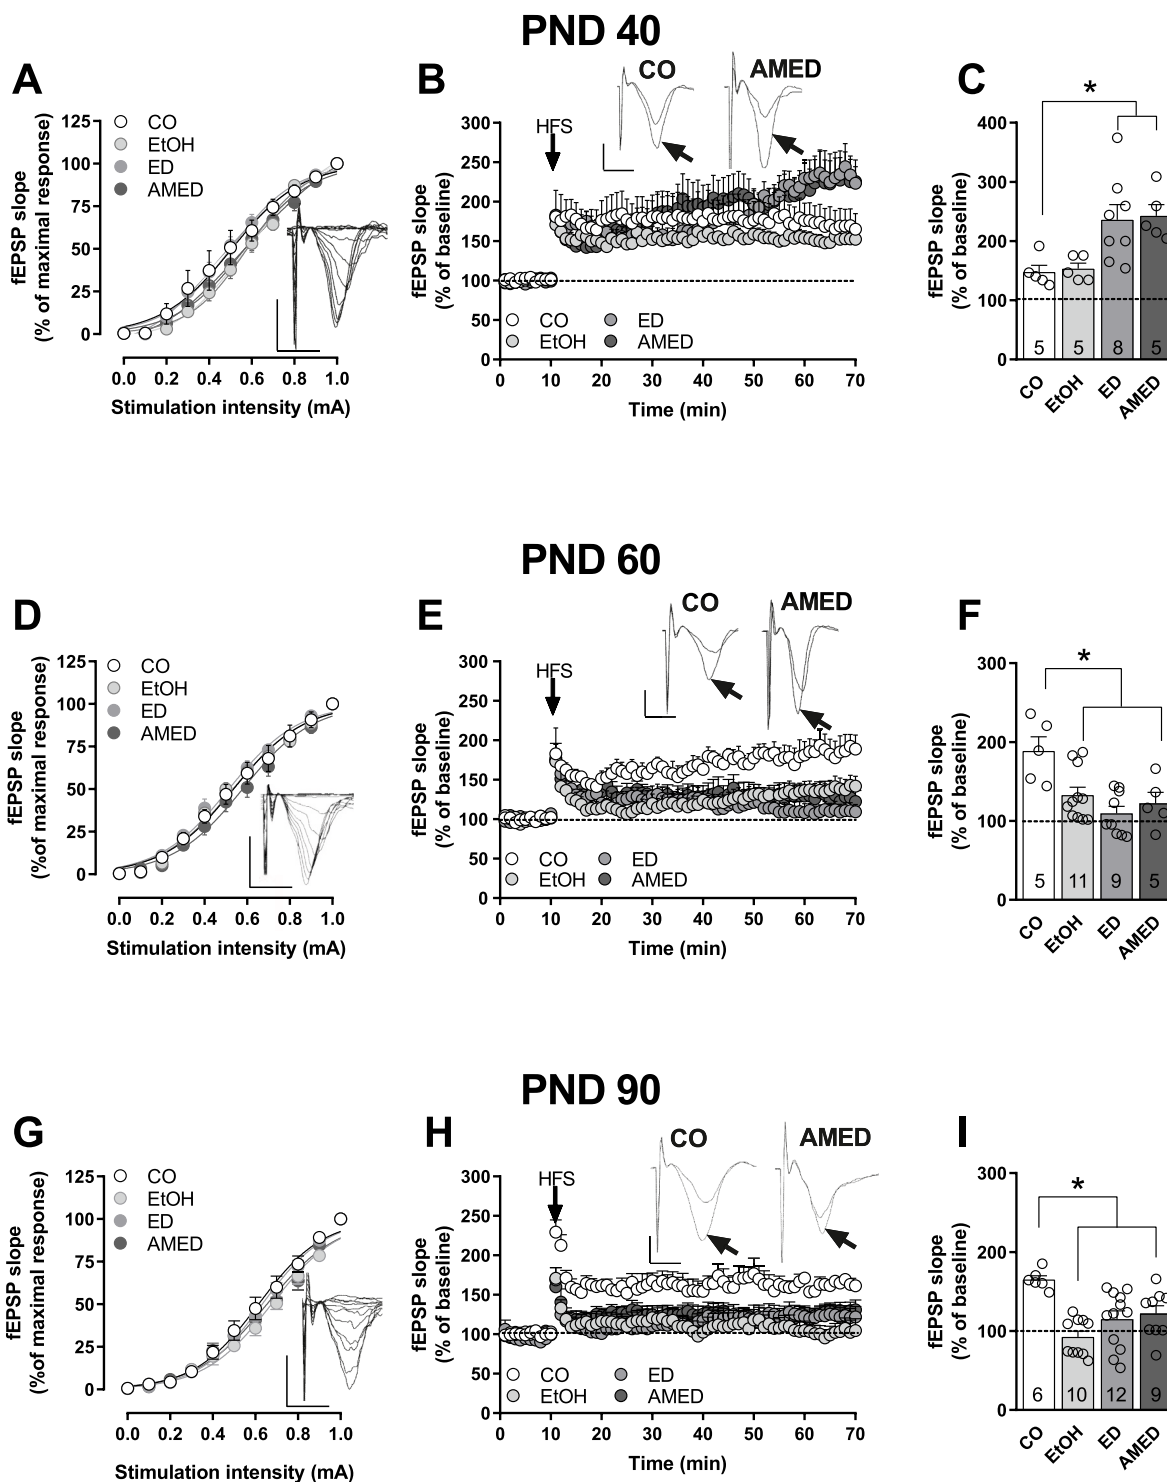 PND 40
A
125
100
75
50
25
0
fEPSP slope
(% of maximal response)
CO
EtOH
ED
AMED
0.0 0.2 0.4 0.6 0.8 1.0
Stimulation intensity (mA)
B
CO AMED
HFS
300
250
200
150
100
50
0
fEPSP slope
(% of baseline)
CO ED
EtOH AMED
0 10 20 30 40 50 60 70
Time (min)
C
*
400
300
200
100
0
fEPSP slope
(% of baseline)
5 5 8 5
CO EtOH ED AMED
PND 60
D
125
100
75
50
25
0
fEPSP slope
(%of maximal response)
CO
EtOH
ED
AMED
0.0 0.2 0.4 0.6 0.8 1.0
Stimulation intensity (mA)
E
CO AMED
HFS
300
250
200
150
100
50
0
fEPSP slope
(% of baseline)
CO ED
EtOH AMED
0 10 20 30 40 50 60 70
Time (min)
F
*
300
200
100
0
fEPSP slope
(% of baseline)
5 11 9 5
CO EtOH ED AMED
PND 90
G
125
100
75
50
25
0
fEPSP slope
(%of maximal response)
CO
EtOH
ED
AMED
0.0 0.2 0.4 0.6 0.8 1.0
Stimulation intensity (mA)
H
CO AMED
HFS
300
250
200
150
100
50
0
fEPSP slope
(% of baseline)
CO ED
EtOH AMED
0 10 20 30 40 50 60 70
Time (min)
I
*
300
200
100
0
fEPSP slope
(% of baseline)
6 10 12 9
CO EtOH ED AMED